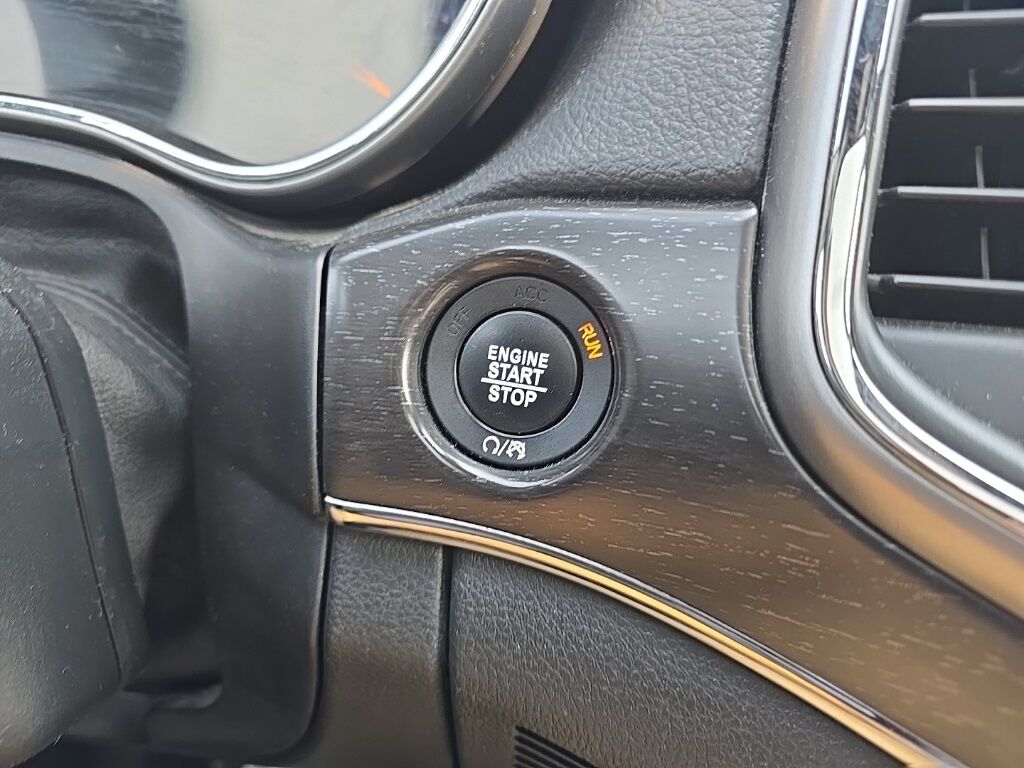 OFF
ACC
RUN
ENGINE
START
STOP